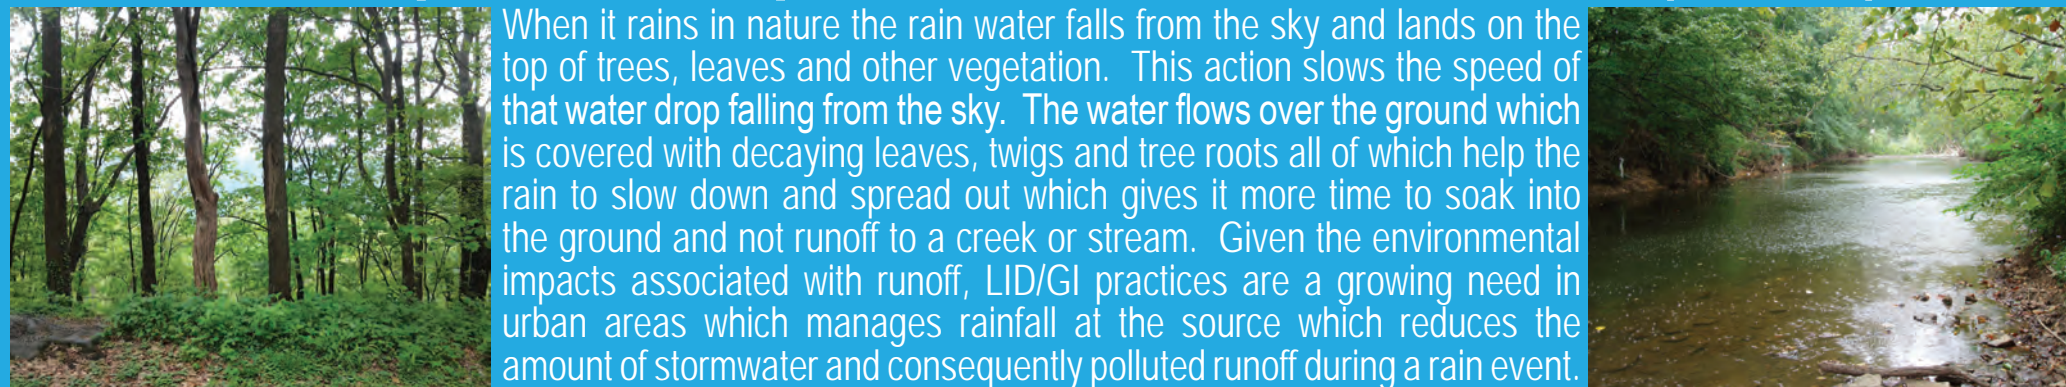 When it rains in nature the rain water falls from the sky and lands on the
top of trees, leaves and other vegetation.  This action slows the speed of
that water drop falling from the sky.  The water flows over the ground which
is covered with decaying leaves, twigs and tree roots all of which help the
rain to slow down and spread out which gives it more time to soak into
the ground and not runoff to a creek or stream.  Given the environmental
impacts associated with runoff, LID/GI practices are a growing need in
urban areas which manages rainfall at the source which reduces the
amount of stormwater and consequently polluted runoff during a rain event.